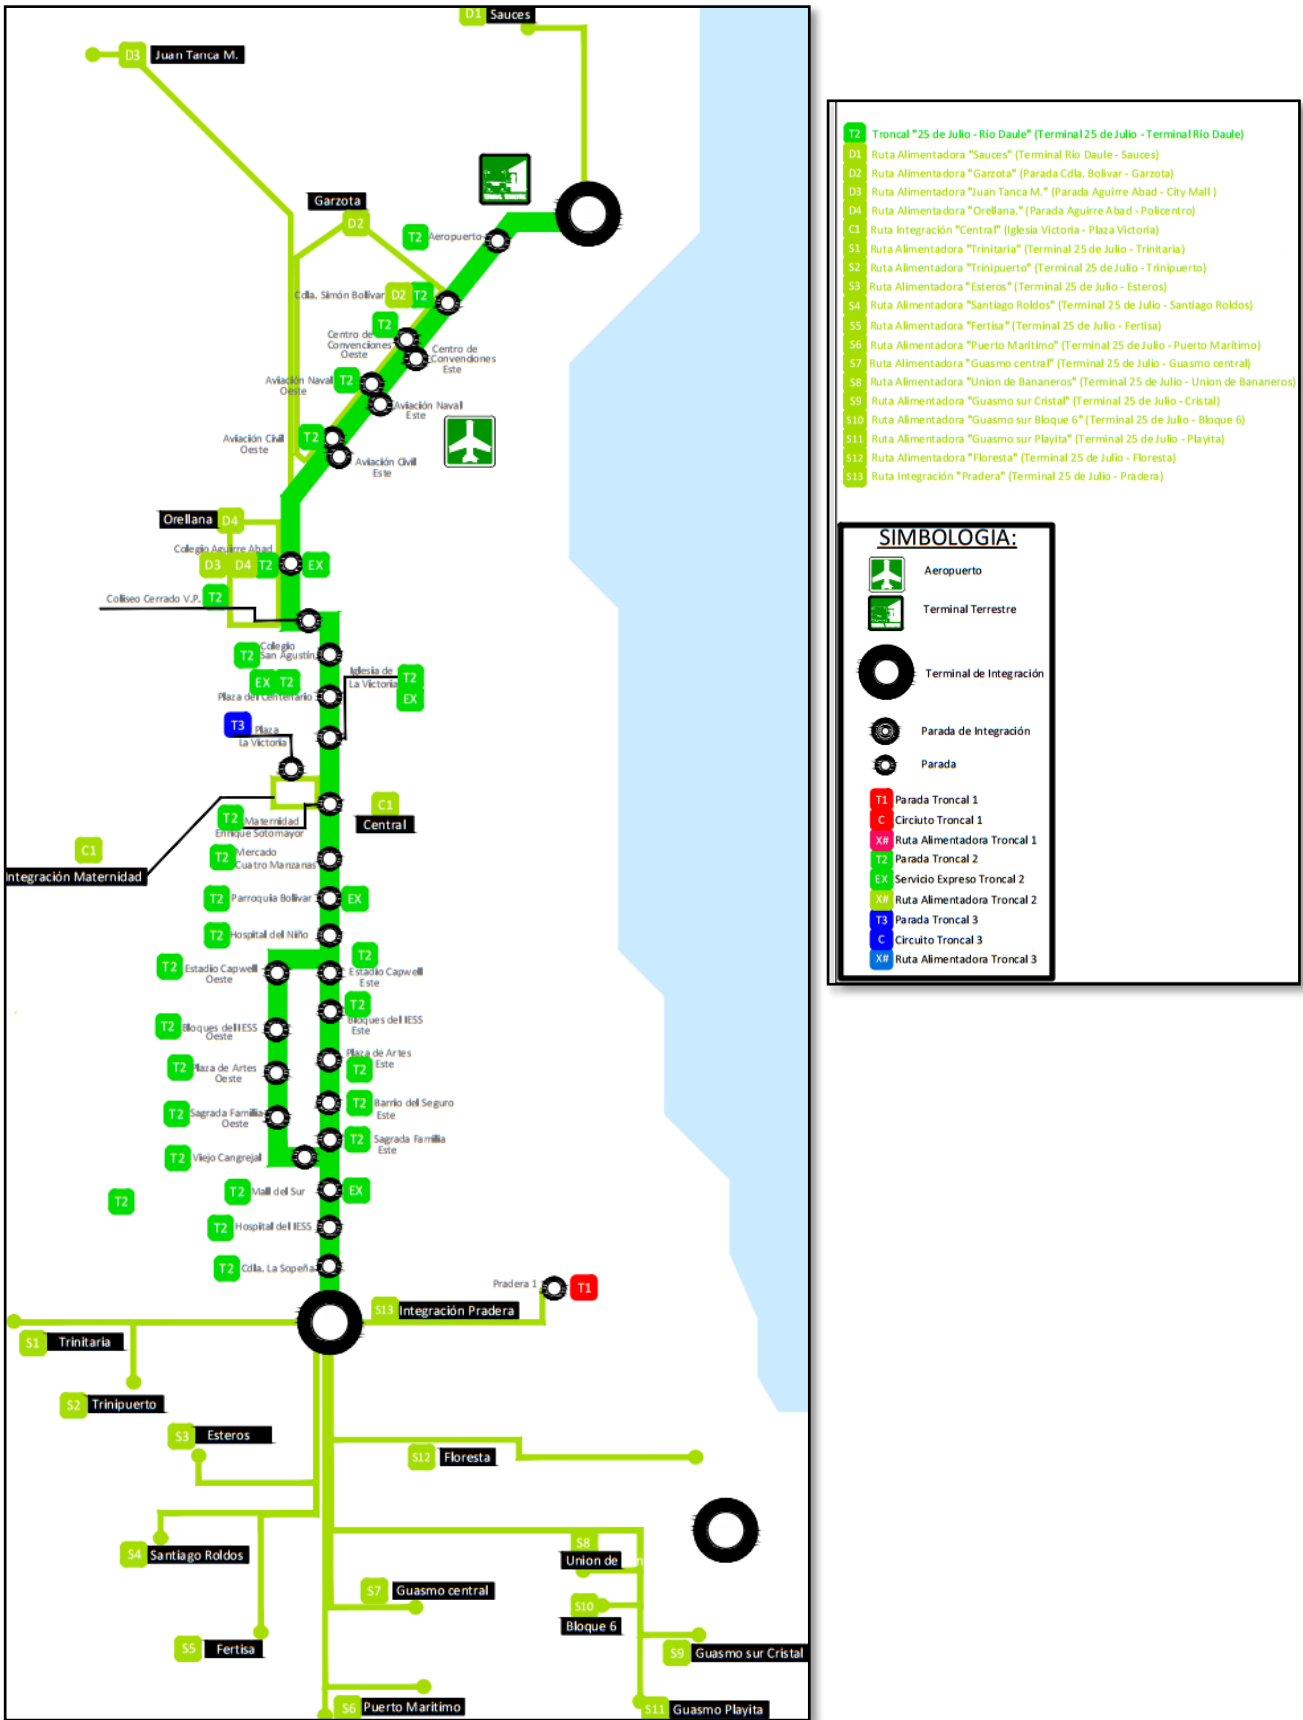 D1 Sauces
D3 Juan Tanca M.
Garzota
D2
T2 Aeropuerto
Cdla. Simón Bolívar D2 T2
T2
Centro de
Convenciones
Oeste
Centro de
Convenciones
Este
Aviación Naval
Oeste
T2
Aviación Naval
Este
Aviación Civil
Oeste
T2
Aviación Civil
Este
Orellana D4
Colegio Aguirre Abad
D3 D4 T2 EX
Coliseo Cerrado V.P. T2
T2 Colegio
San Agustín
EX T2
Plaza del Centenario
Iglesia de
La Victoria
T2
EX
T3 Plaza
La Victoria
C1
Central
T2 Maternidad
Enrique Sotomayor
C1
Integración Maternidad
T2 Mercado
Cuatro Manzanas
T2 Parroquia Bolivar EX
T2 Hospital del Niño
T2 Estadio Capwell
Oeste
T2
Estadio Capwell
Este
T2 Bloques del IESS
Oeste
T2
Bloques del IESS
Este
T2 Plaza de Artes
Oeste
Plaza de Artes
Este
T2
T2 Barrio del Seguro
Este
T2 Sagrada Familia
Oeste
T2 Sagrada Familia
Este
T2 Viejo Cangrejal
T2 Mall del Sur EX
T2
T2 Hospital del IESS
T2 Cdla. La Sopeña
Pradera 1 T1
S13 Integración Pradera
S1 Trinitaria
S2 Trinipuerto
S3 Esteros
S12 Floresta
S4 Santiago Roldos
S8
Union de
S7 Guasmo central
S10
Bloque 6
S5 Fertisa
S9 Guasmo sur Cristal
S6 Puerto Maritimo
S11 Guasmo Playita
T2 Troncal "25 de Julio - Río Daule" (Terminal 25 de Julio - Terminal Río Daule)
D1 Ruta Alimentadora "Sauces" (Terminal Río Daule - Sauces)
D2 Ruta Alimentadora "Garzota" (Parada Cdla. Bolivar - Garzota)
D3 Ruta Alimentadora "Juan Tanca M." (Parada Aguirre Abad - City Mall )
D4 Ruta Alimentadora "Orellana." (Parada Aguirre Abad - Policentro)
C1 Ruta Integración "Central" (Iglesia Victoria - Plaza Victoria)
S1 Ruta Alimentadora "Trinitaria" (Terminal 25 de Julio - Trinitaria)
S2 Ruta Alimentadora "Trinipuerto" (Terminal 25 de Julio - Trinipuerto)
S3 Ruta Alimentadora "Esteros" (Terminal 25 de Julio - Esteros)
S4 Ruta Alimentadora "Santiago Roldos" (Terminal 25 de Julio - Santiago Roldos)
S5 Ruta Alimentadora "Fertisa" (Terminal 25 de Julio - Fertisa)
S6 Ruta Alimentadora "Puerto Maritimo" (Terminal 25 de Julio - Puerto Marítimo)
S7 Ruta Alimentadora "Guasmo central" (Terminal 25 de Julio - Guasmo central)
S8 Ruta Alimentadora "Union de Bananeros" (Terminal 25 de Julio - Union de Bananeros)
S9 Ruta Alimentadora "Guasmo sur Cristal" (Terminal 25 de Julio - Cristal)
S10 Ruta Alimentadora "Guasmo sur Bloque 6" (Terminal 25 de Julio - Bloque 6)
S11 Ruta Alimentadora "Guasmo sur Playita" (Terminal 25 de Julio - Playita)
S12 Ruta Alimentadora "Floresta" (Terminal 25 de Julio - Floresta)
S13 Ruta Integración "Pradera" (Terminal 25 de Julio - Pradera)
SIMBOLOGIA:
Aeropuerto
Terminal Terrestre
Terminal de Integración
Parada de Integración
Parada
T1 Parada Troncal 1
C Circiuto Troncal 1
X# Ruta Alimentadora Troncal 1
T2 Parada Troncal 2
EX Servicio Expreso Troncal 2
X# Ruta Alimentadora Troncal 2
T3 Parada Troncal 3
C Circuito Troncal 3
X# Ruta Alimentadora Troncal 3